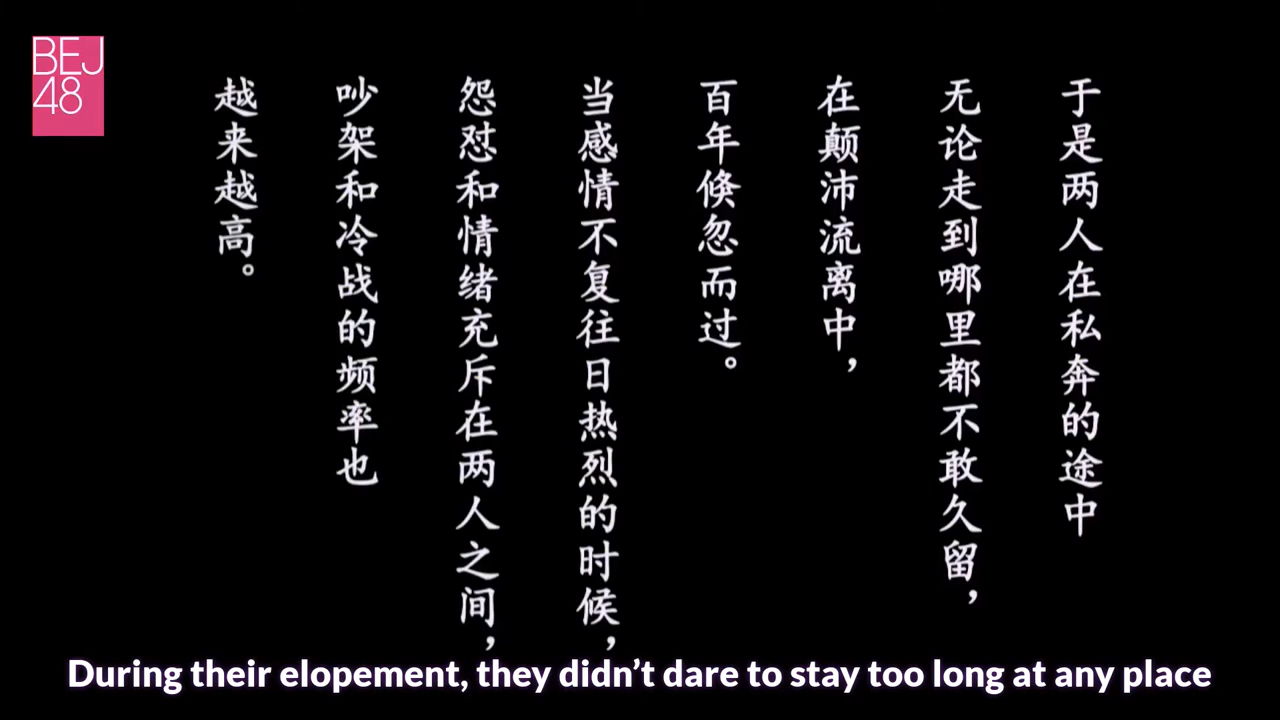 BEJ
48
于是两人在私奔的途中
无论走到哪里都不敢久留，
在颠沛流离中，
百年倏忽而过。
当感情不复往日热烈的时候，
怨怼和情绪充斥在两人之间，
吵架和冷战的频率也
越来越高。
During their elopement, they didn't dare to stay too long at any place